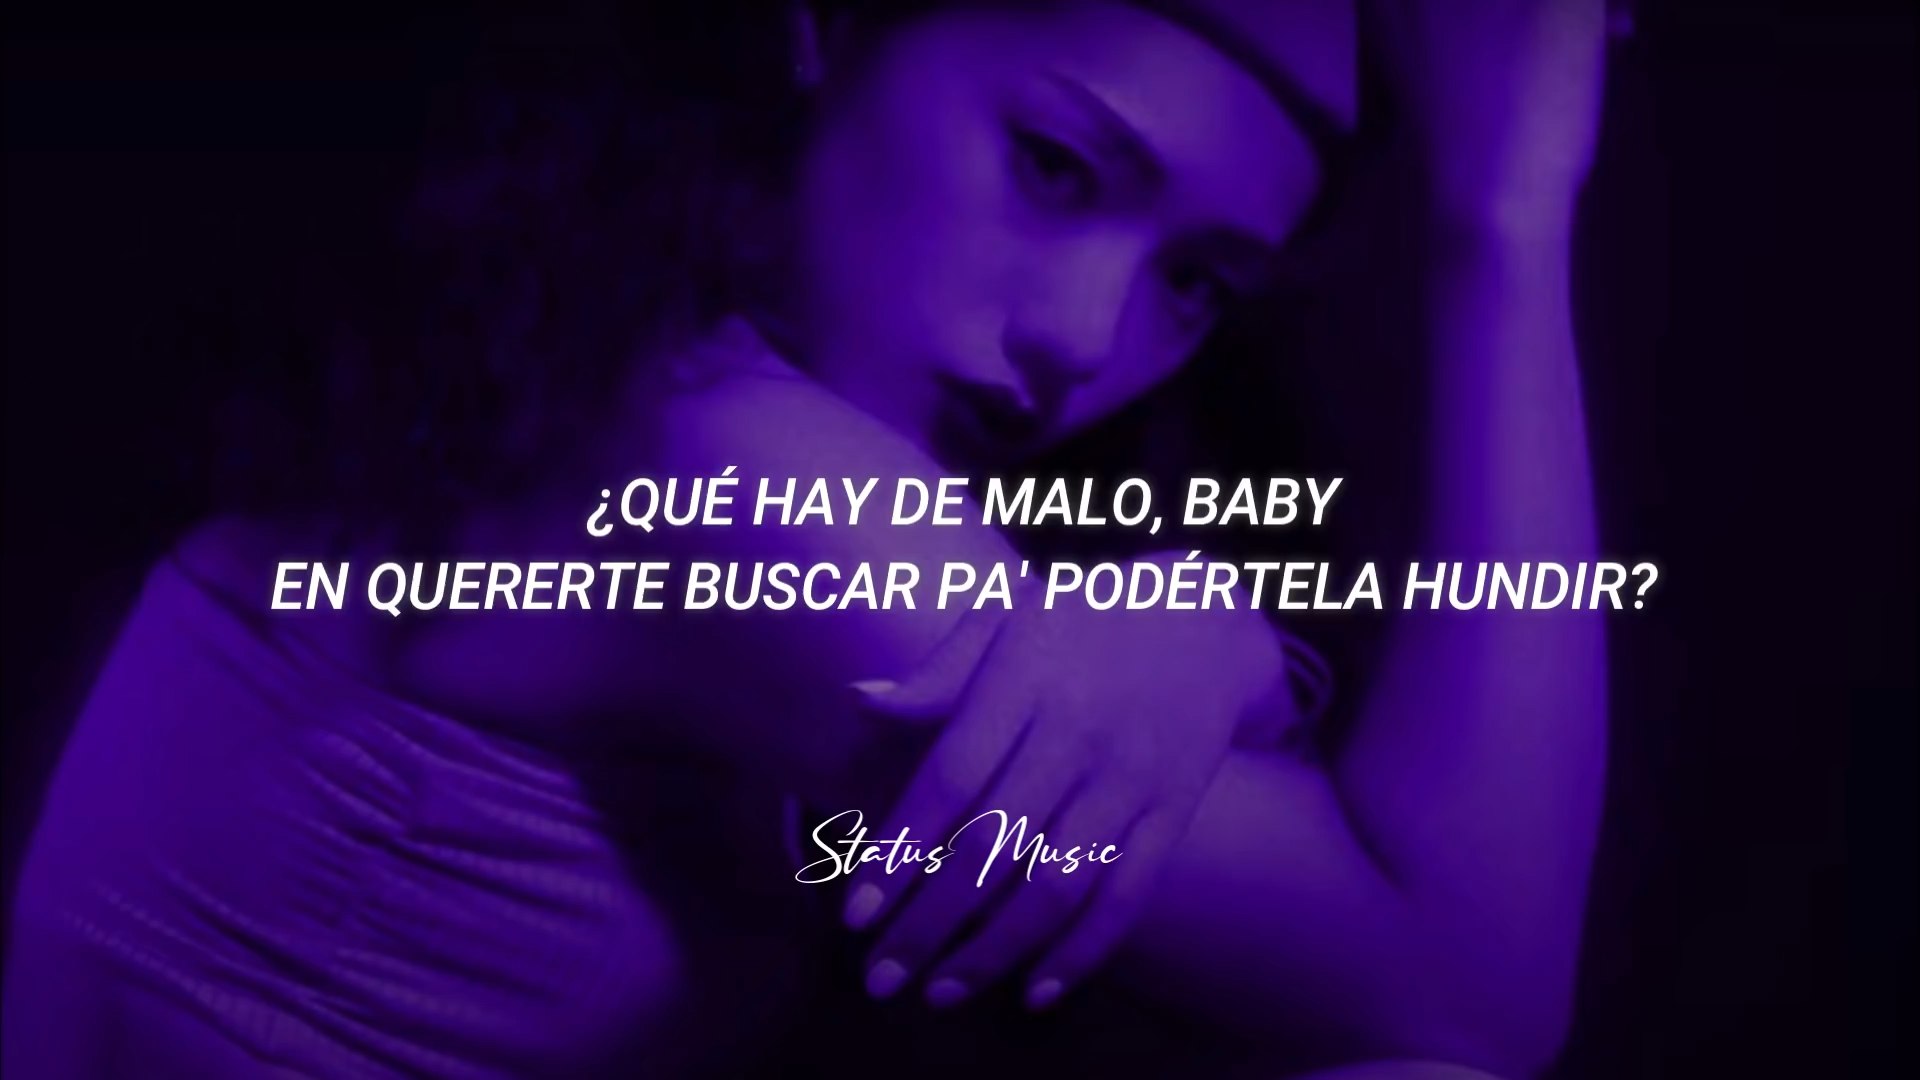 ¿QUÉ HAY DE MALO, BABY
EN QUERERTE BUSCAR PA' PODÉRTELA HUNDIR?
Status Music